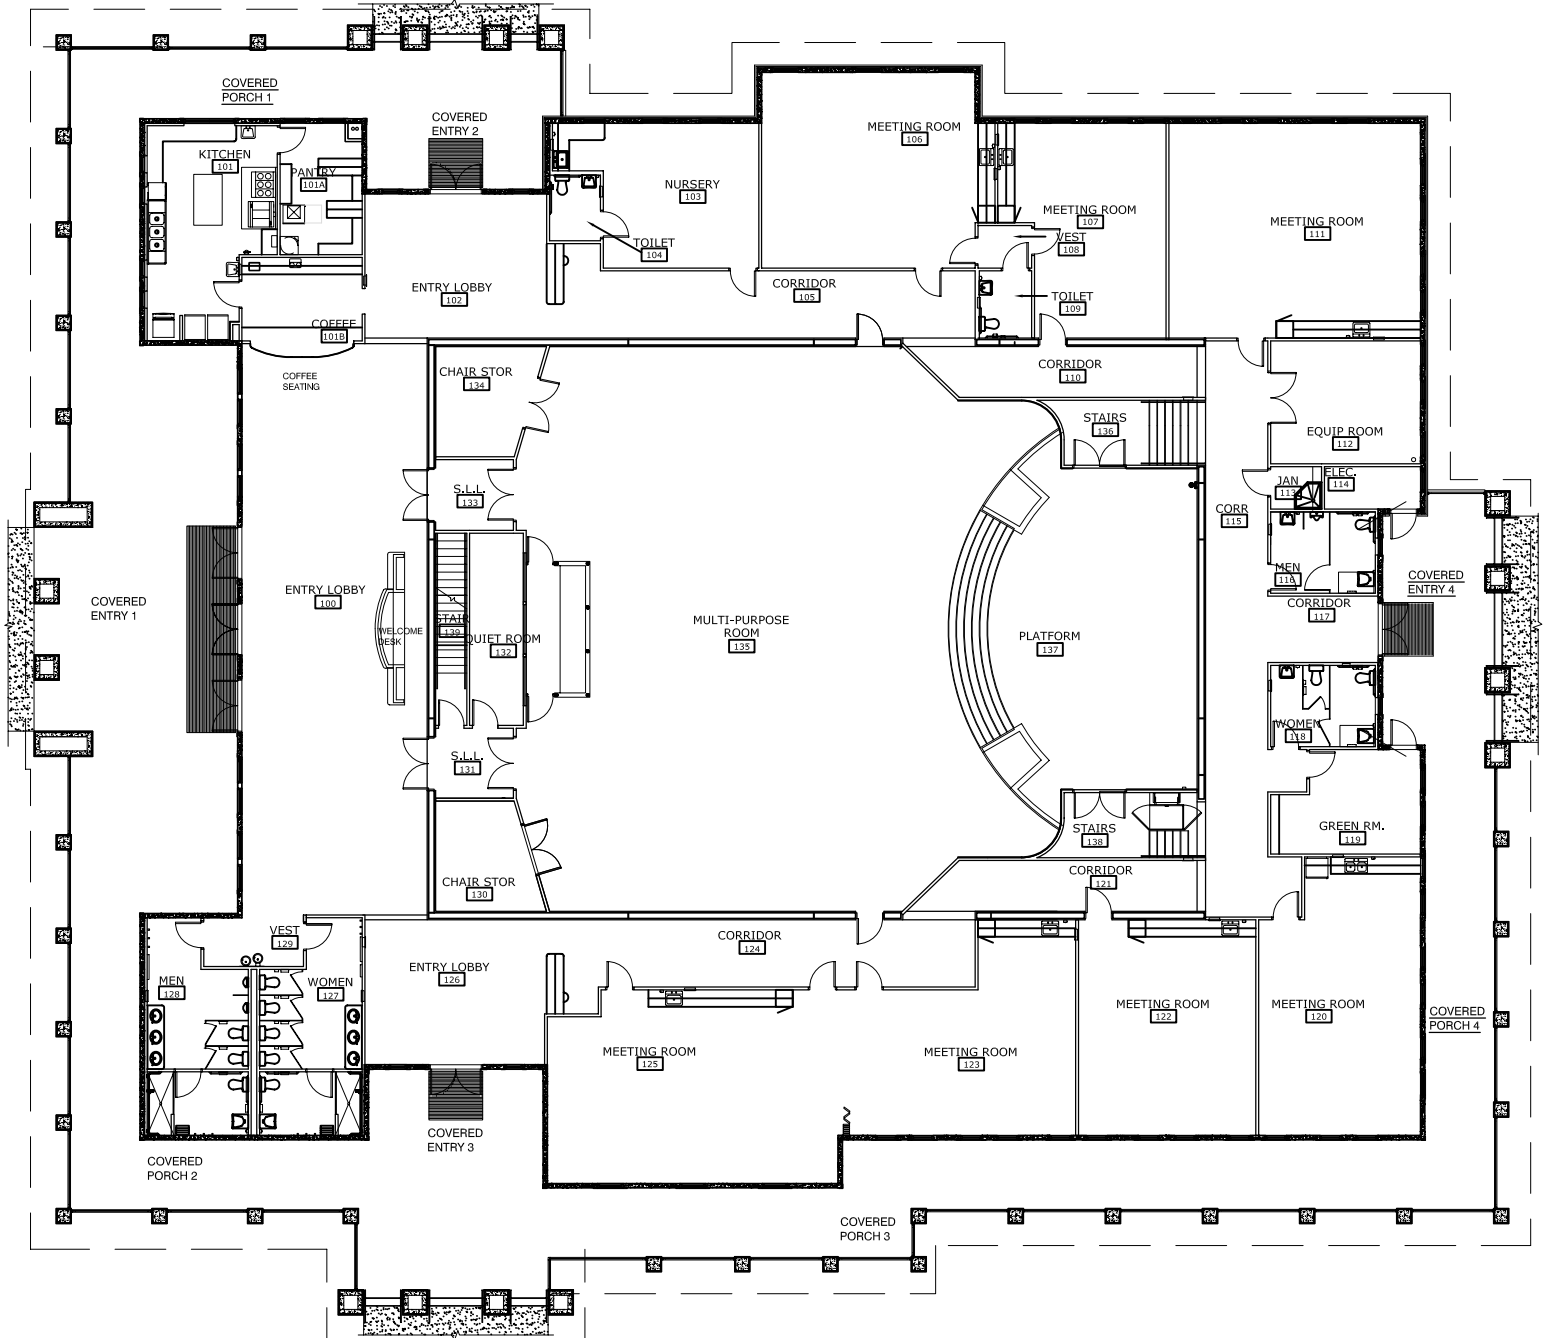 COVERED
PORCH 1
COVERED
ENTRY 2
MEETING ROOM
106
KITCHEN
101
PANTRY
101A
NURSERY
103
MEETING ROOM
107
MEETING ROOM
111
VEST
108
TOILET
104
ENTRY LOBBY
102
CORRIDOR
105
TOILET
109
COFFEE
101B
COFFEE
SEATING
CHAIR STOR
134
CORRIDOR
110
STAIRS
136
EQUIP ROOM
112
S.L.L.
133
JAN
113
ELEC.
114
CORR
115
MEN
116
COVERED
ENTRY 4
COVERED
ENTRY 1
ENTRY LOBBY
100
CORRIDOR
117
WELCOME
DESK
STAIR
139
QUIET ROOM
132
MULTI-PURPOSE
ROOM
135
PLATFORM
137
WOMEN
118
S.L.L.
131
GREEN RM.
119
STAIRS
138
CHAIR STOR
130
CORRIDOR
121
VEST
129
CORRIDOR
124
ENTRY LOBBY
126
MEN
128
WOMEN
127
MEETING ROOM
122
MEETING ROOM
120
COVERED
PORCH 4
MEETING ROOM
125
MEETING ROOM
123
COVERED
ENTRY 3
COVERED
PORCH 2
COVERED
PORCH 3